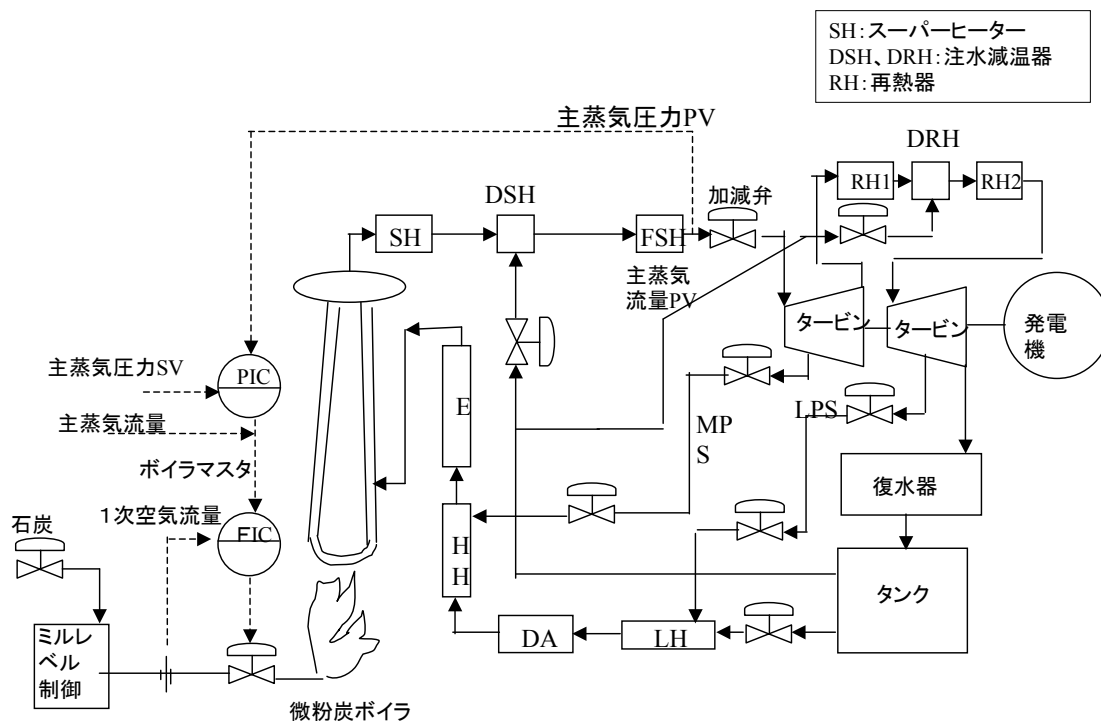 SH：スーパーヒーター
DSH、DRH：注水減温器
RH：再熱器
主蒸気圧力PV
DRH
DSH
加減弁
RH1
RH2
SH
FSH
主蒸気
流量PV
タービン
タービン
発電
機
主蒸気圧力SV
PIC
主蒸気流量
ボイラマスタ
E
MP
S
LPS
復水器
石炭
1次空気流量
FIC
H
H
タンク
ミルレ
ベル
制御
DA
LH
微粉炭ボイラ